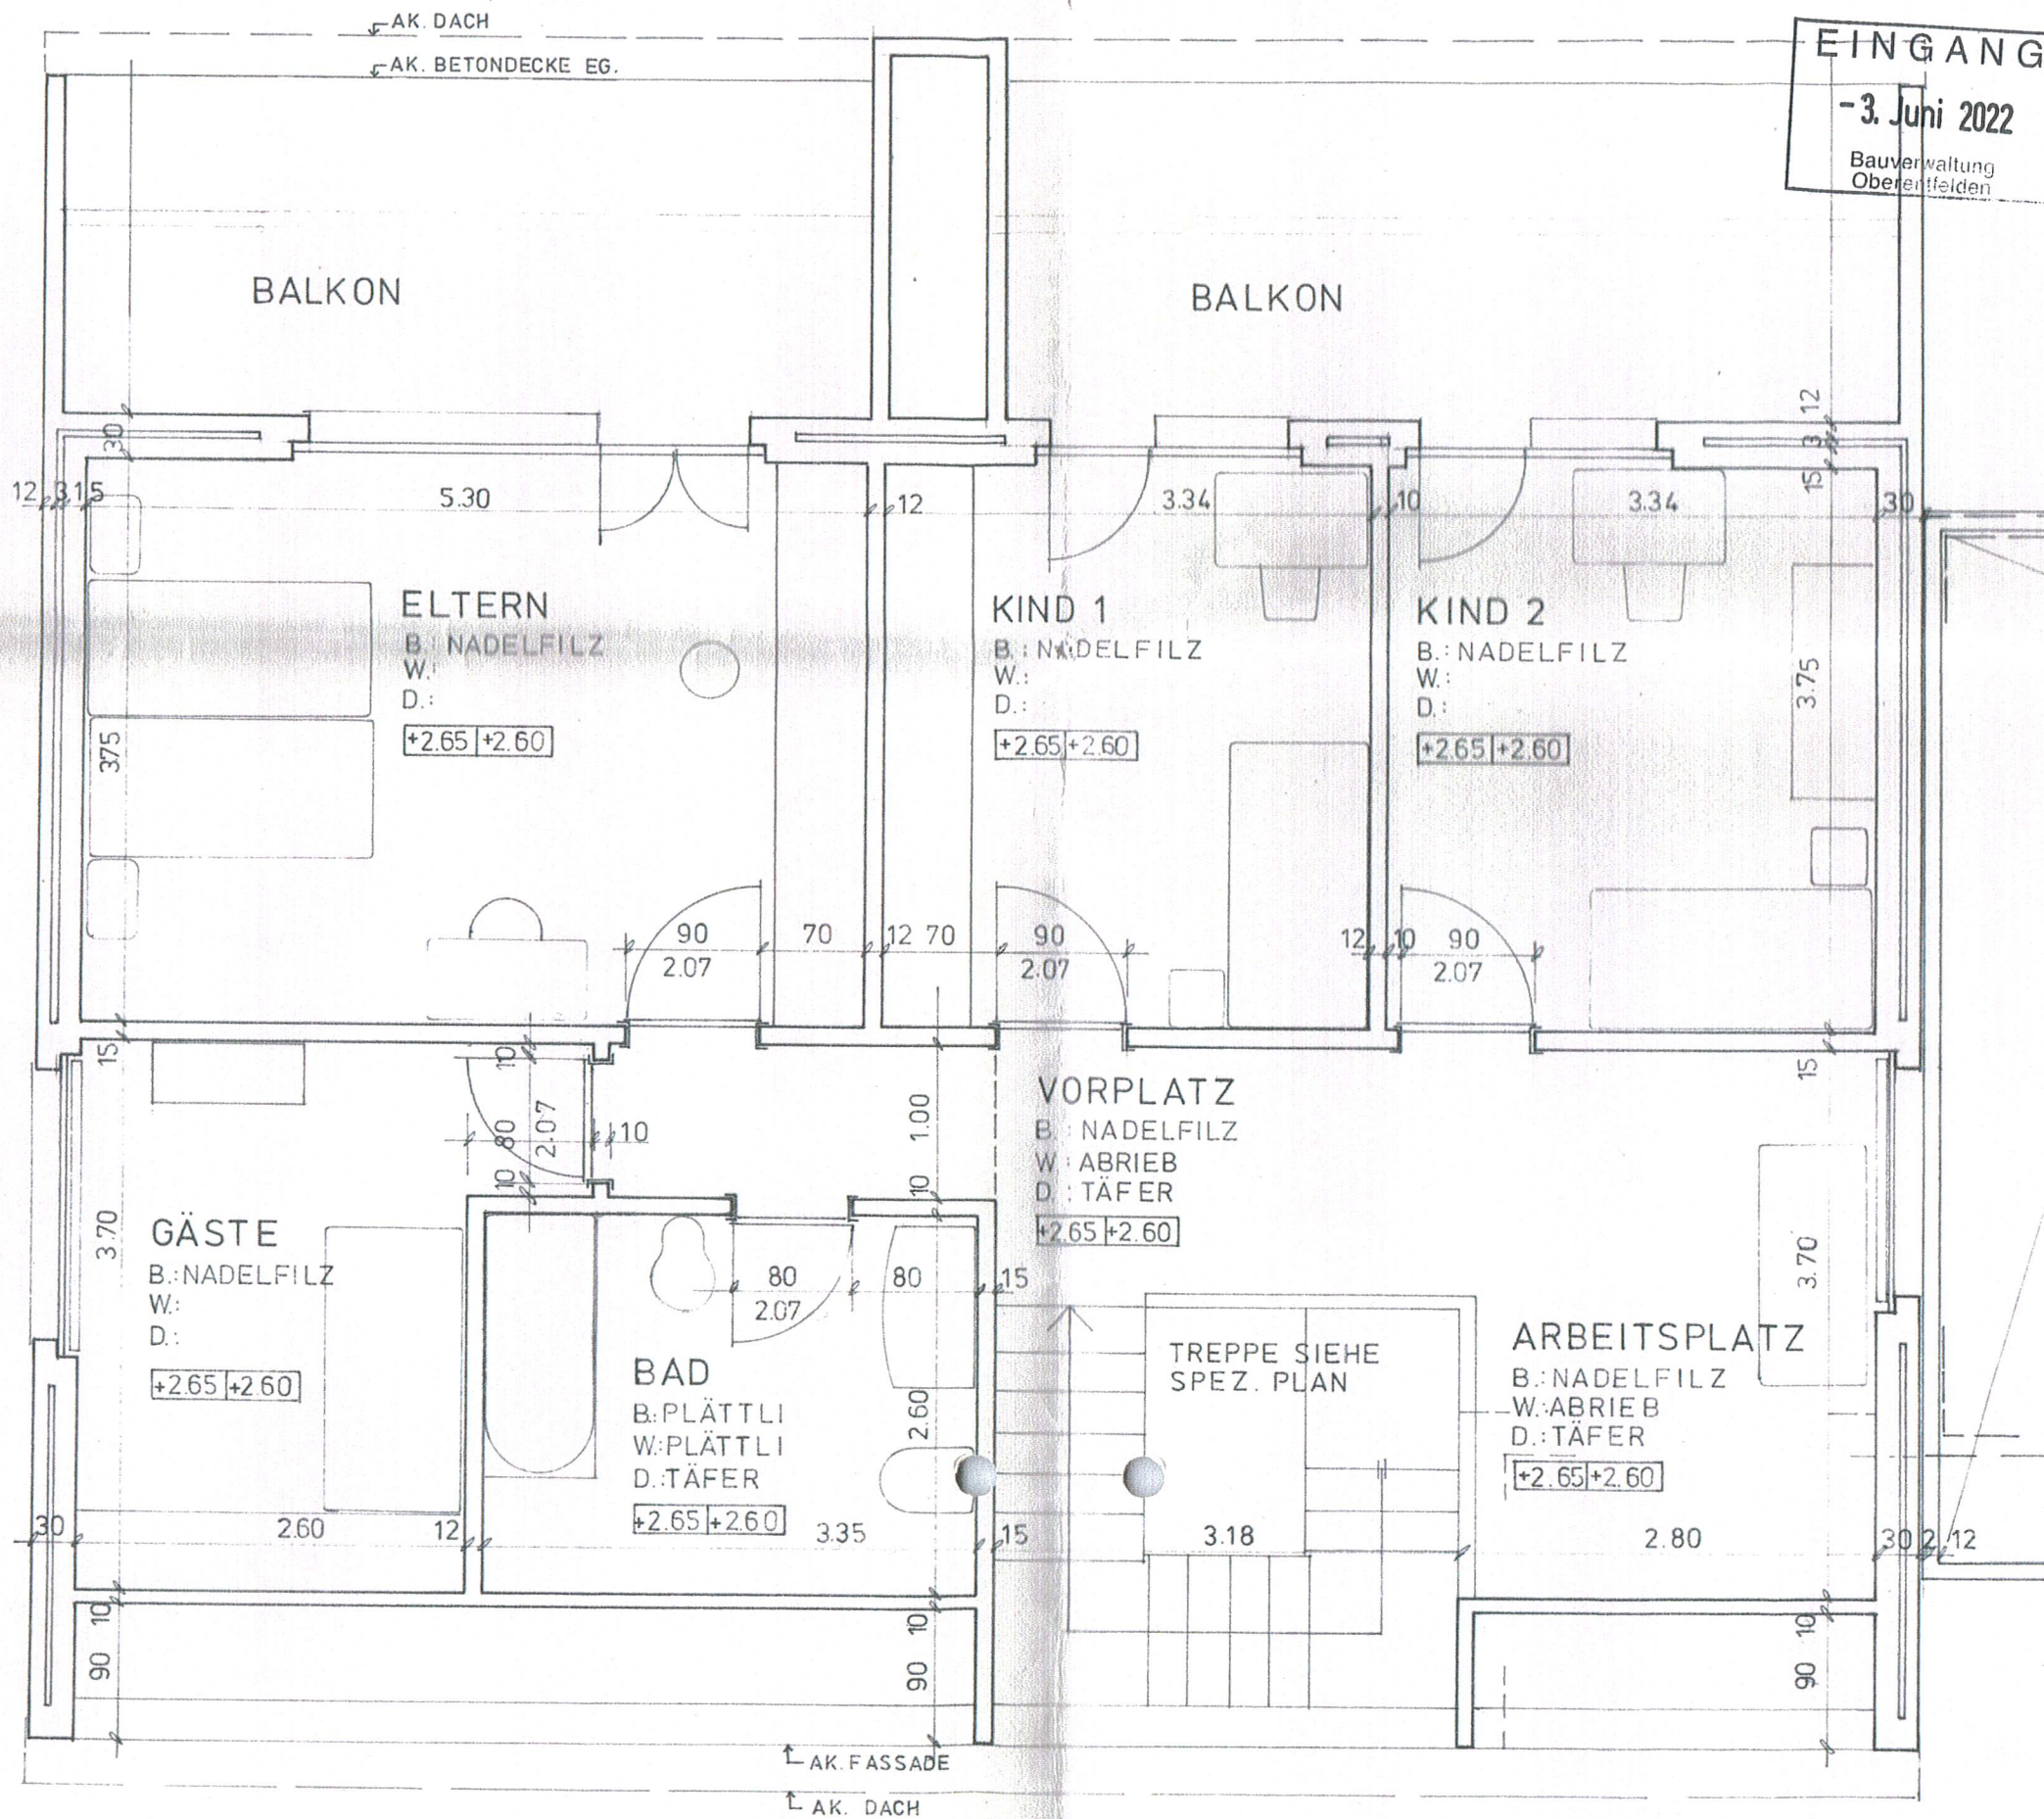 AK. DACH
AK. BETONDECKE EG.
EINGANG
-3. Juni 2022
Bauverwaltung
Oberentfelden
BALKON
BALKON
30
12
3
15
12 3 15
5.30
12
3.34
10
3.34
30
ELTERN
B.: NADELFILZ
W.:
D.:
+2.65 +2.60
KIND 1
B.: NADELFILZ
W.:
D.:
+2.65 +2.60
KIND 2
B.: NADELFILZ
W.:
D.:
+2.65 +2.60
375
3.75
90
2.07
70
12 70
90
2.07
12 10
90
2.07
15
10
80
2.07
10
10
1.00
10
15
VORPLATZ
B.: NADELFILZ
W.: ABRIEB
D.: TÄFER
+2.65 +2.60
3.70
GÄSTE
B.: NADELFILZ
W.:
D.:
+2.65 +2.60
80
2.07
80
15
3.70
BAD
B.: PLÄTTLI
W.: PLÄTTLI
D.: TÄFER
+2.65 +2.60
2.60
TREPPE SIEHE
SPEZ. PLAN
ARBEITSPLATZ
B.: NADELFILZ
W.: ABRIEB
D.: TÄFER
+2.65 +2.60
30
2.60
12
3.35
15
3.18
2.80
30 2 12
10
90
10
90
10
90
AK. FASSADE
AK. DACH